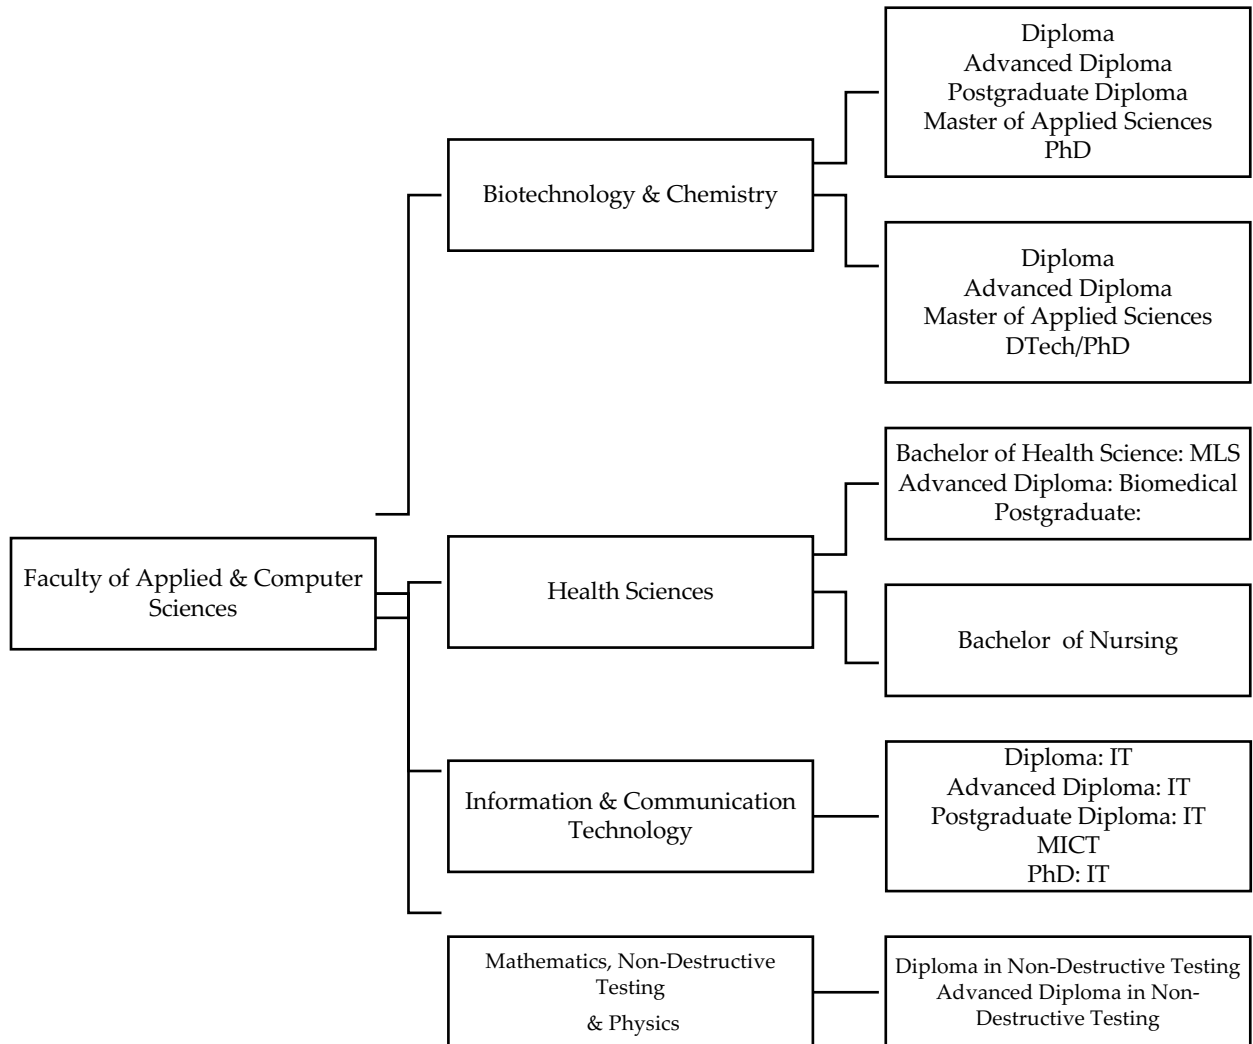 Faculty of Applied & Computer
Sciences
Biotechnology & Chemistry
Diploma
Advanced Diploma
Postgraduate Diploma
Master of Applied Sciences
PhD
Diploma
Advanced Diploma
Master of Applied Sciences
DTech/PhD
Health Sciences
Bachelor of Health Science: MLS
Advanced Diploma: Biomedical
Postgraduate:
Bachelor of Nursing
Information & Communication
Technology
Diploma: IT
Advanced Diploma: IT
Postgraduate Diploma: IT
MICT
PhD: IT
Mathematics, Non-Destructive
Testing
& Physics
Diploma in Non-Destructive Testing
Advanced Diploma in Non-
Destructive Testing